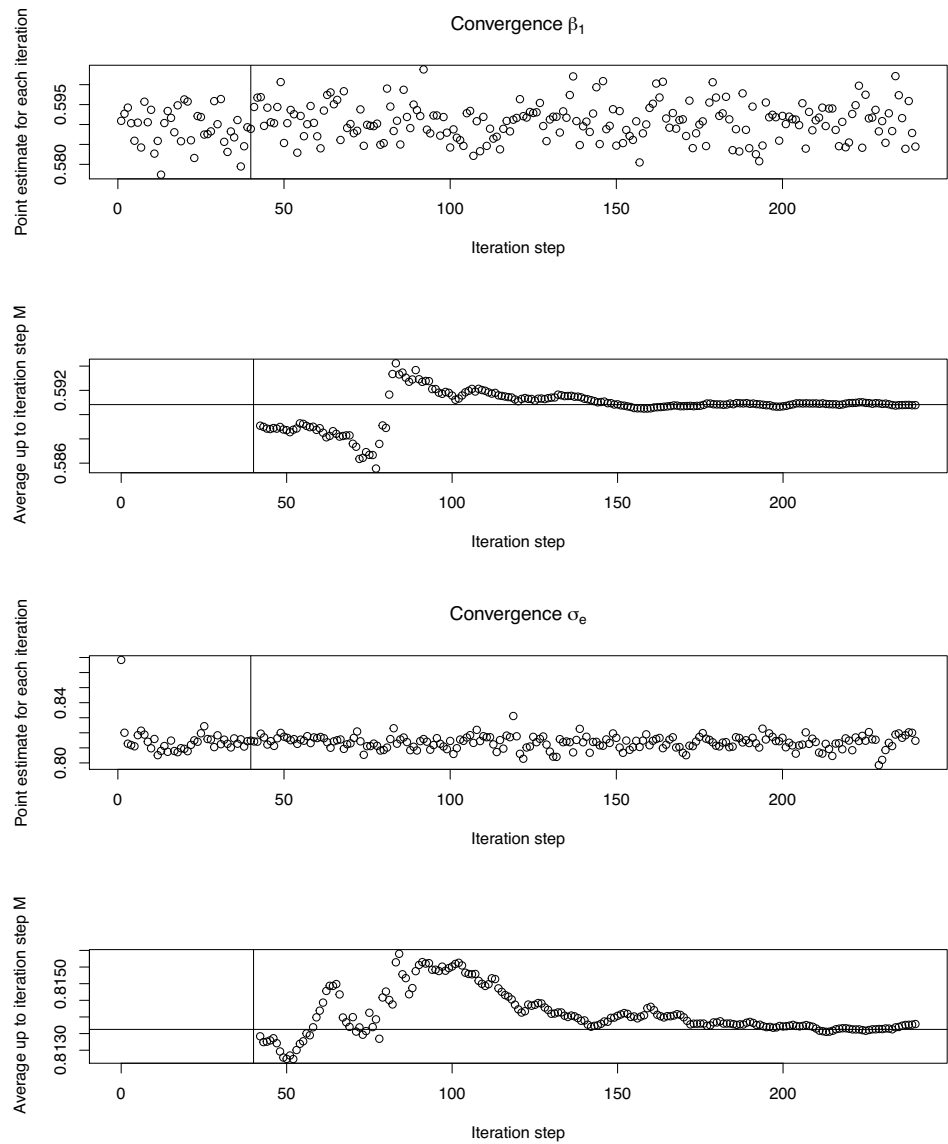 Convergence β1
Point estimate for each iteration
0.595
0.580
0 50 100 150 200
Iteration step
Average up to iteration step M
0.592
0.586
0 50 100 150 200
Iteration step
Convergence σe
Point estimate for each iteration
0.84
0.80
0 50 100 150 200
Iteration step
Average up to iteration step M
0.8150
0.8130
0 50 100 150 200
Iteration step